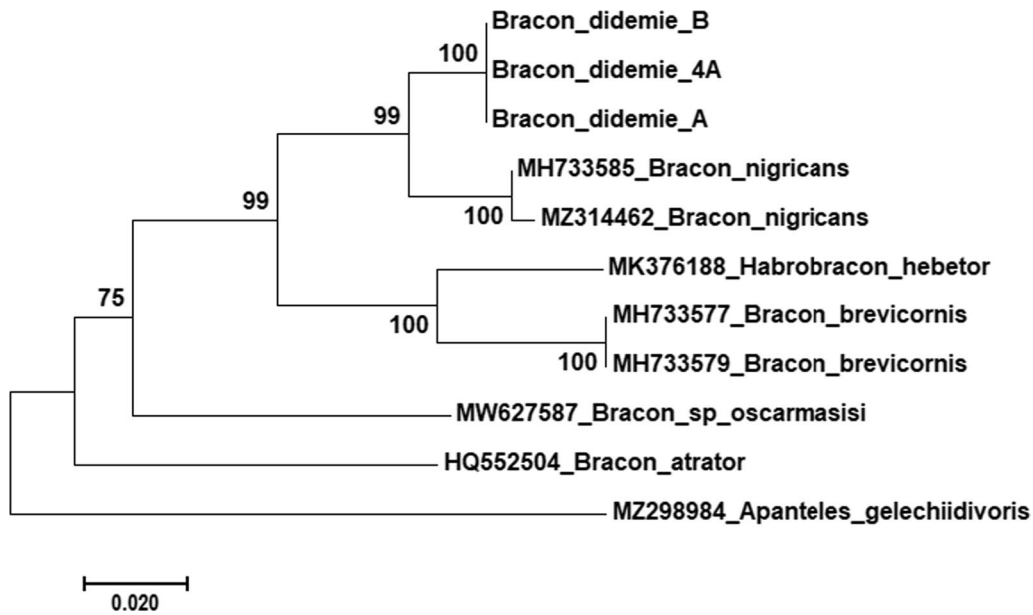 Bracon_didemie_B
100
Bracon_didemie_4A
99
Bracon_didemie_A
MH733585_Bracon_nigricans
99
100
MZ314462_Bracon_nigricans
MK376188_Habrobracon_hebetor
75
100
MH733577_Bracon_brevicornis
100
MH733579_Bracon_brevicornis
MW627587_Bracon_sp_oscarmasisi
HQ552504_Bracon_atrator
MZ298984_Apanteles_gelechiidivoris
0.020